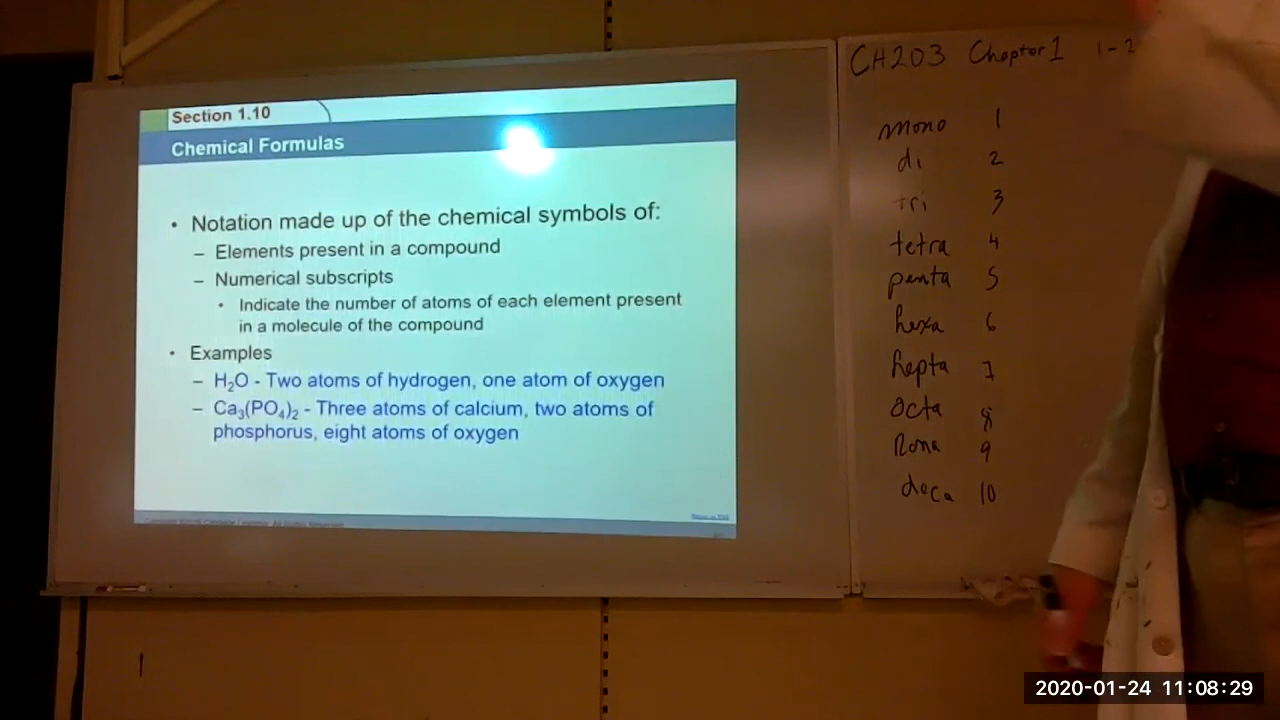 Section 1.10
Chemical Formulas
• Notation made up of the chemical symbols of:
– Elements present in a compound
– Numerical subscripts
• Indicate the number of atoms of each element present
in a molecule of the compound
• Examples
– H₂O - Two atoms of hydrogen, one atom of oxygen
– Ca₃(PO₄)₂ - Three atoms of calcium, two atoms of
phosphorus, eight atoms of oxygen
CH203 Chapter 1 1-2
mono 1
di 2
tri 3
tetra 4
penta 5
hexa 6
hepta 7
octa 8
nona 9
deca 10
2020-01-24 11:08:29